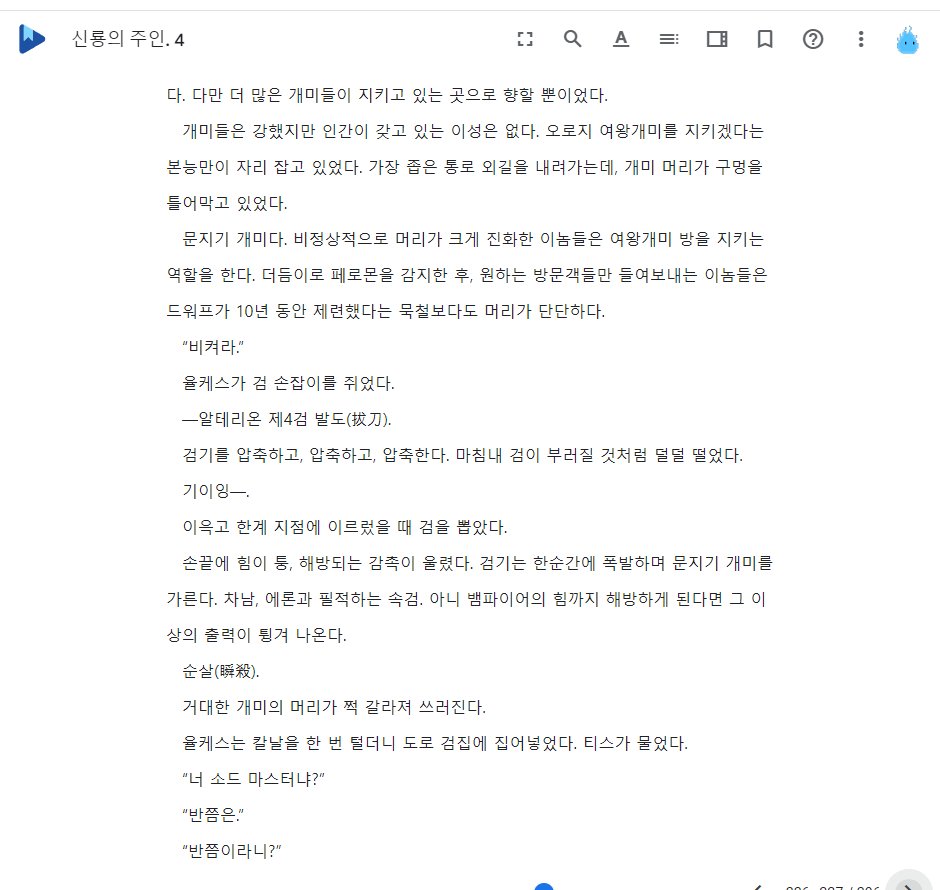 신룡의 주인. 4
다. 다만 더 많은 개미들이 지키고 있는 곳으로 향할 뿐이었다.
개미들은 강했지만 인간이 갖고 있는 이성은 없다. 오로지 여왕개미를 지키겠다는
본능만이 자리 잡고 있었다. 가장 좁은 통로 외길을 내려가는데, 개미 머리가 구멍을
틀어막고 있었다.
문지기 개미다. 비정상적으로 머리가 크게 진화한 이놈들은 여왕개미 방을 지키는
역할을 한다. 더듬이로 페로몬을 감지한 후, 원하는 방문객들만 들여보내는 이놈들은
드워프가 10년 동안 제련했다는 묵철보다도 머리가 단단하다.
“비켜라.”
율케스가 검 손잡이를 쥐었다.
―알테리온 제4검 발도(拔刀).
검기를 압축하고, 압축하고, 압축한다. 마침내 검이 부러질 것처럼 덜덜 떨었다.
기이잉―.
이윽고 한계 지점에 이르렀을 때 검을 뽑았다.
손끝에 힘이 퉁, 해방되는 감촉이 울렸다. 검기는 한순간에 폭발하며 문지기 개미를
가른다. 차남, 에론과 필적하는 속검. 아니 뱀파이어의 힘까지 해방하게 된다면 그 이
상의 출력이 튕겨 나온다.
순살(瞬殺).
거대한 개미의 머리가 쩍 갈라져 쓰러진다.
율케스는 칼날을 한 번 털더니 도로 검집에 집어넣었다. 티스가 물었다.
“너 소드 마스터냐?”
“반쯤은.”
“반쯤이라니?”